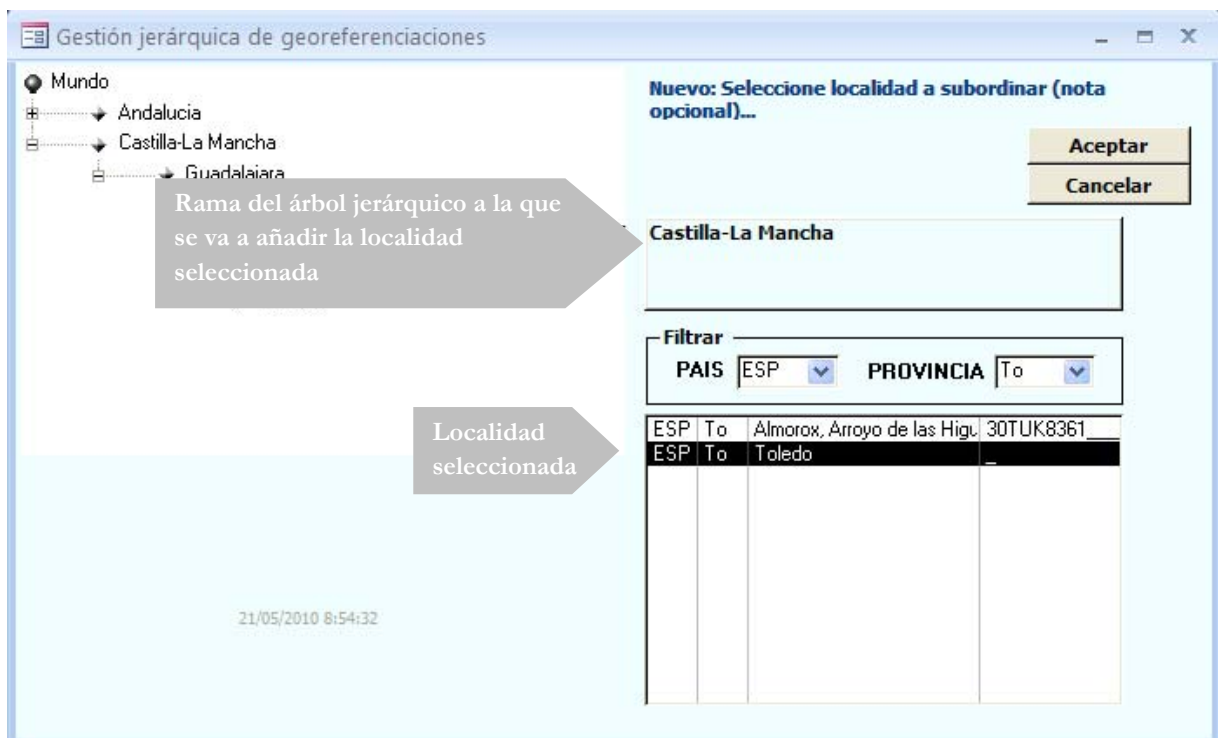 Gestión jerárquica de georeferenciaciones
Mundo
Andalucia
Castilla-La Mancha
Guadalajara
Rama del árbol jerárquico a la que
se va a añadir la localidad
seleccionada
Nuevo: Seleccione localidad a subordinar (nota
opcional)...
Aceptar
Cancelar
Castilla-La Mancha
Filtrar
PAIS ESP PROVINCIA To
Localidad
seleccionada
ESP To Almorox, Arroyo de las Higu 30TUK8361___
ESP To Toledo _
21/05/2010 8:54:32